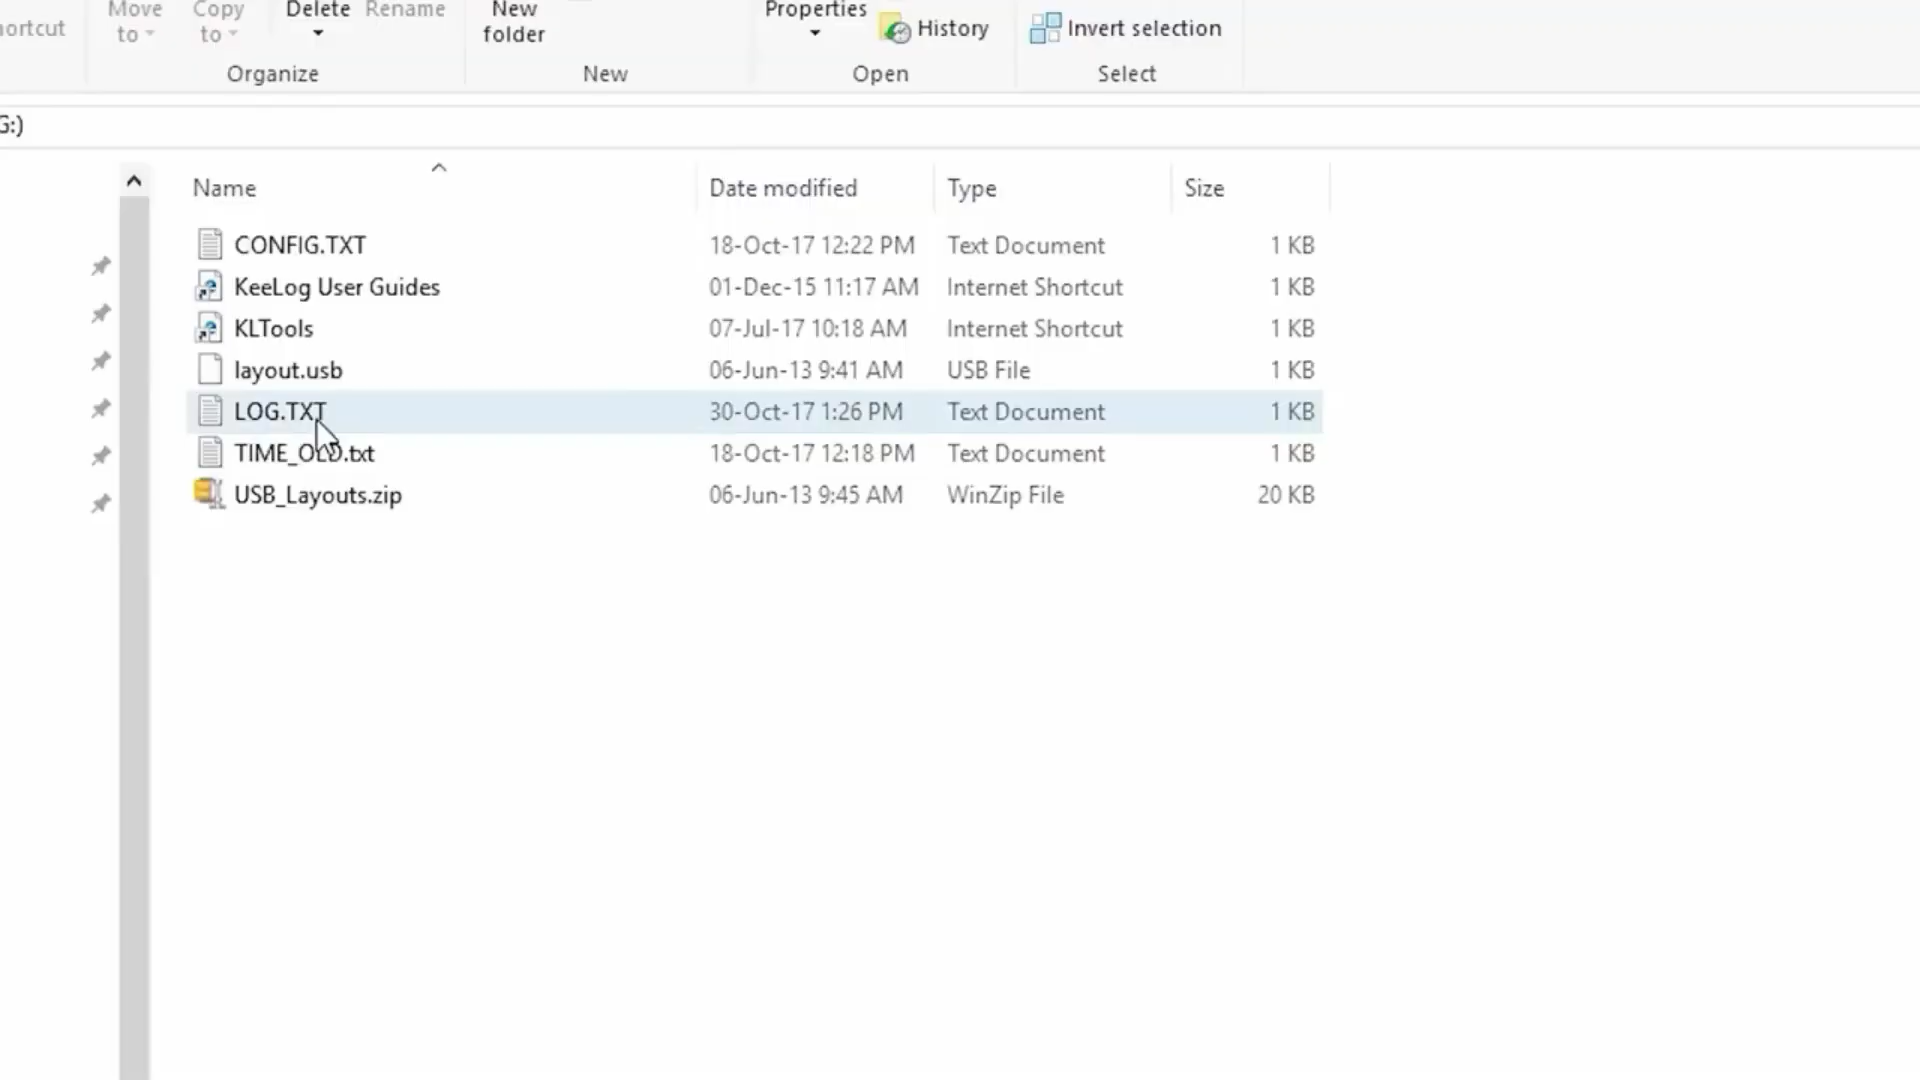 Move to
Copy to
Delete
Rename
New folder
Properties
History
Invert selection
Organize
New
Open
Select
G:)
Name Date modified Type Size
CONFIG.TXT 18-Oct-17 12:22 PM Text Document 1 KB
KeeLog User Guides 01-Dec-15 11:17 AM Internet Shortcut 1 KB
KLTools 07-Jul-17 10:18 AM Internet Shortcut 1 KB
layout.usb 06-Jun-13 9:41 AM USB File 1 KB
LOG.TXT 30-Oct-17 1:26 PM Text Document 1 KB
TIME_OLD.txt 18-Oct-17 12:18 PM Text Document 1 KB
USB_Layouts.zip 06-Jun-13 9:45 AM WinZip File 20 KB